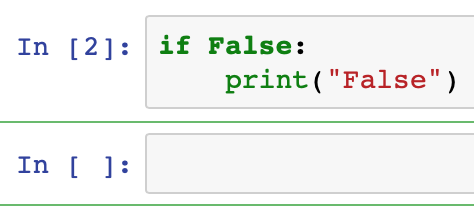 In [2]: if False:
    print("False")
In [ ]: